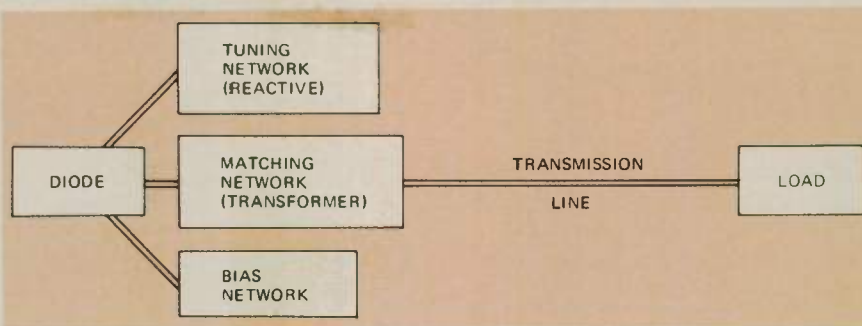 TUNING
NETWORK
(REACTIVE)
DIODE
MATCHING
NETWORK
(TRANSFORMER)
TRANSMISSION
LINE
LOAD
BIAS
NETWORK